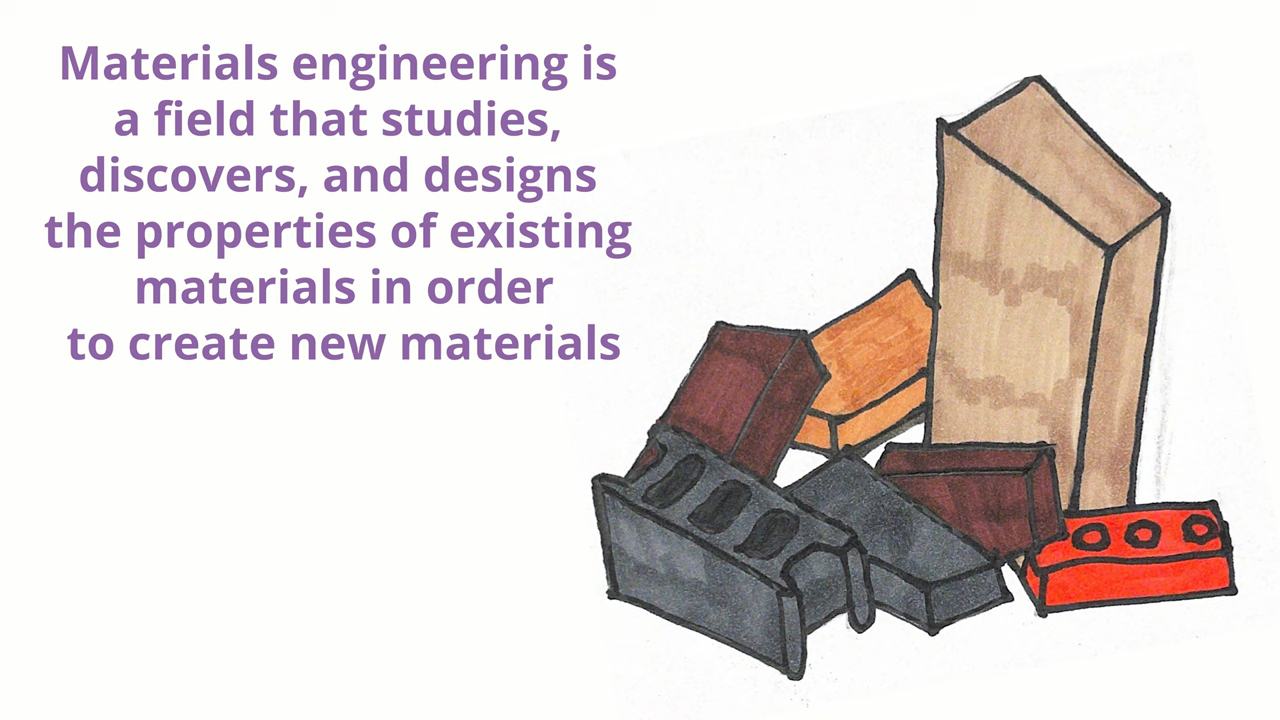 Materials engineering is
a field that studies,
discovers, and designs
the properties of existing
materials in order
to create new materials